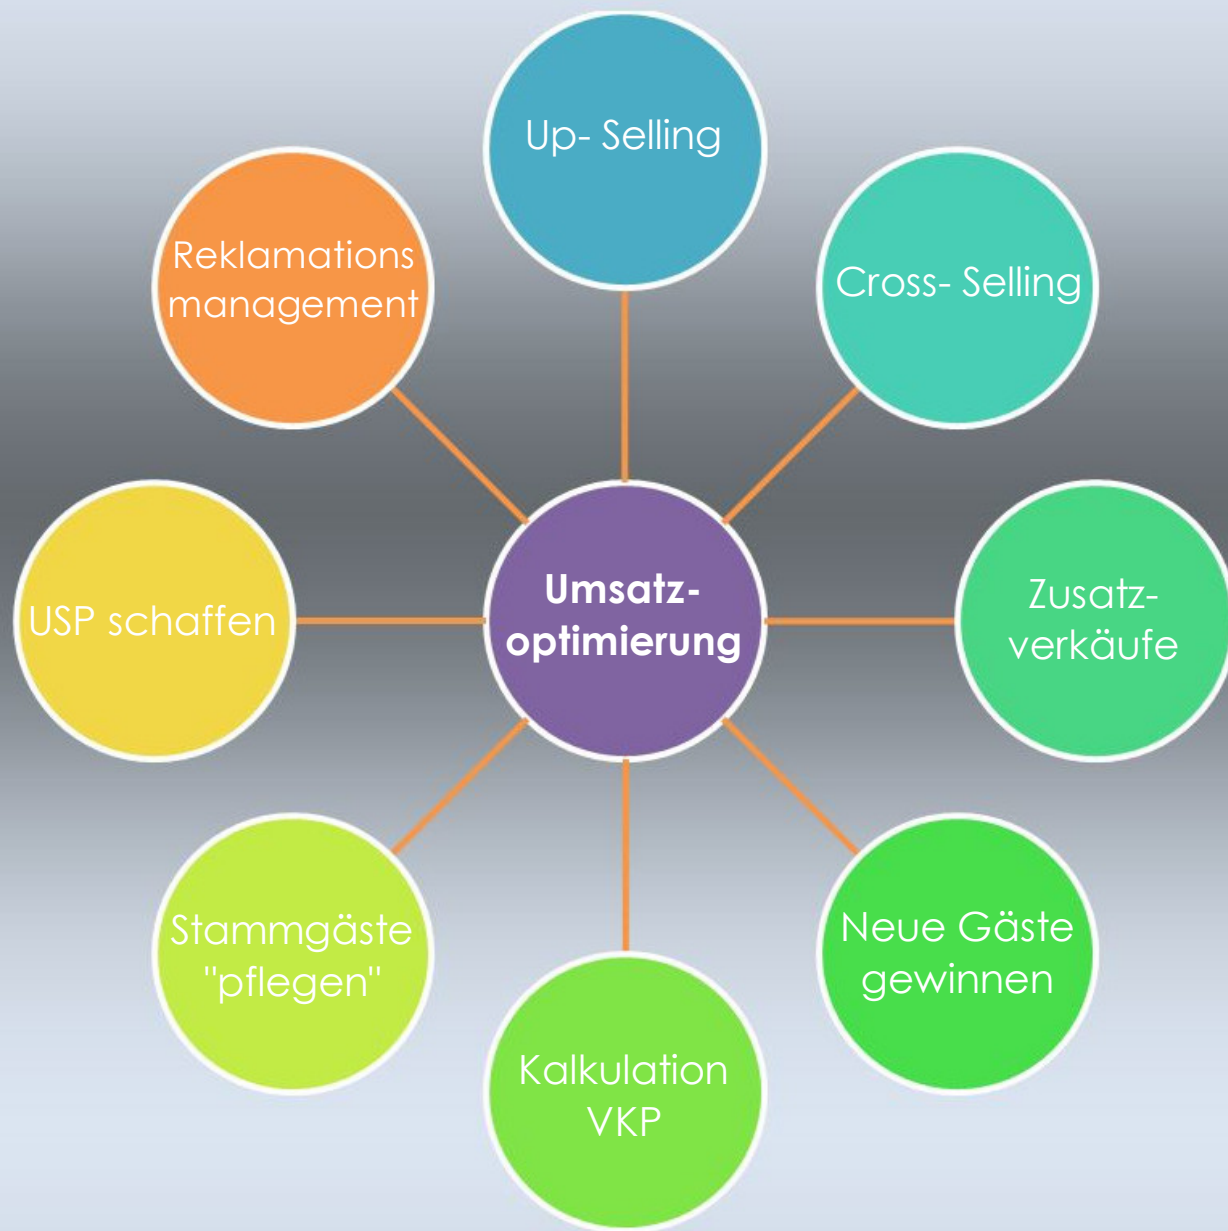 Up- Selling
Cross- Selling
Zusatz-
verkäufe
Neue Gäste
gewinnen
Kalkulation
VKP
Stammgäste
"pflegen"
USP schaffen
Reklamations
management
Umsatz-
optimierung